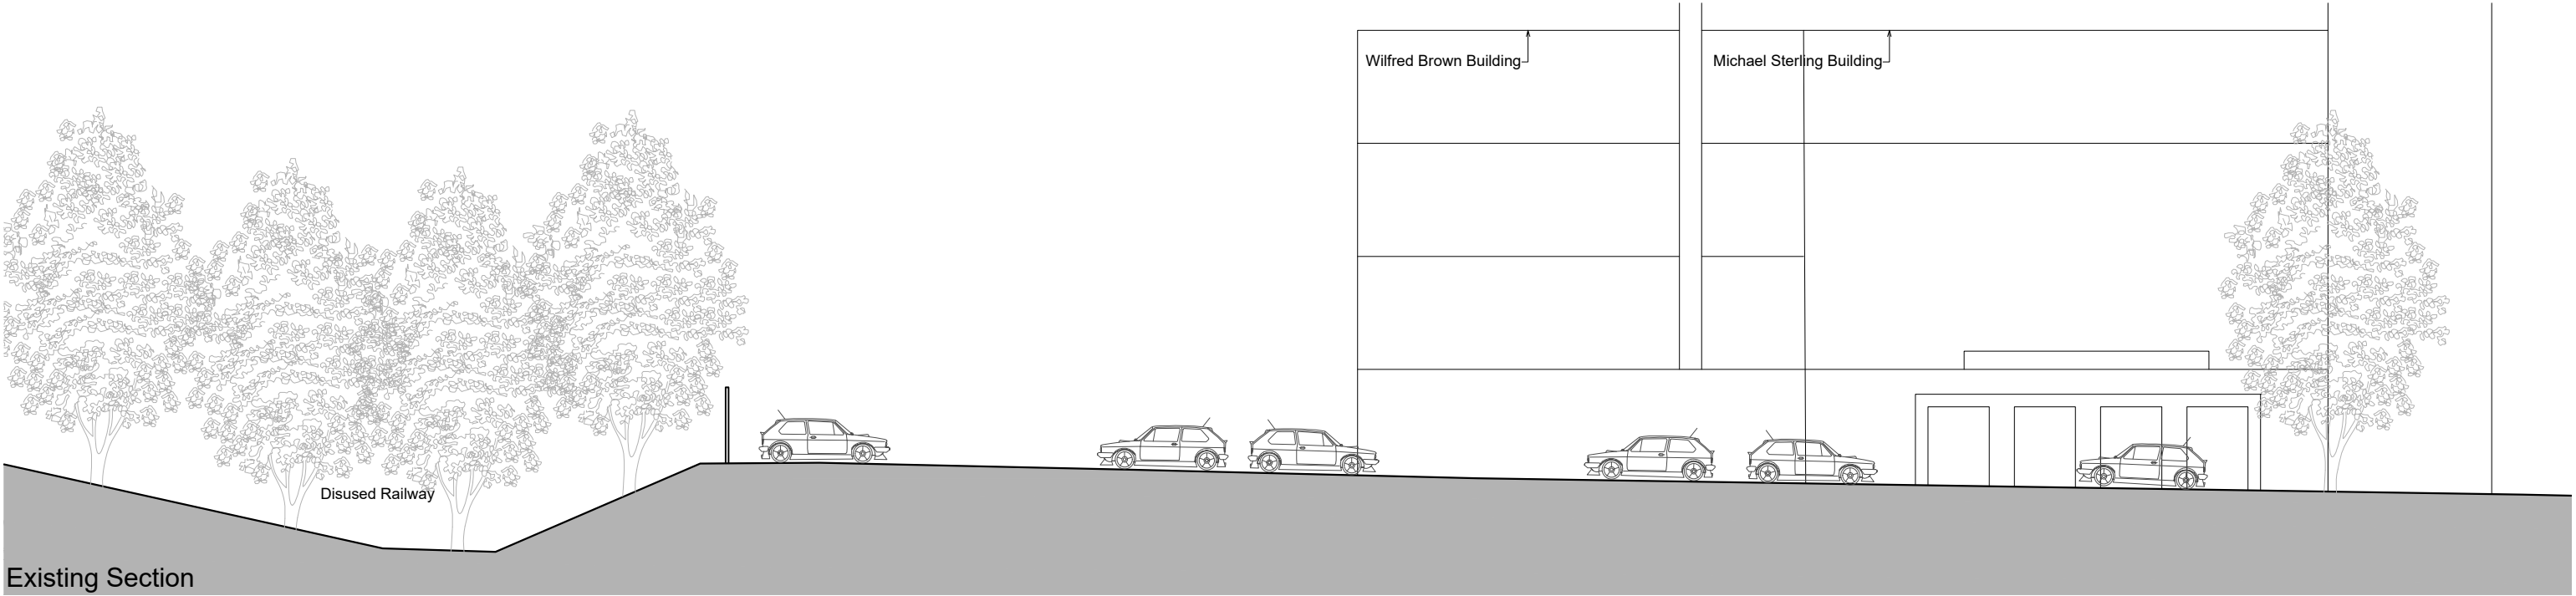 Wilfred Brown Building
Michael Sterling Building
Disused Railway
Existing Section